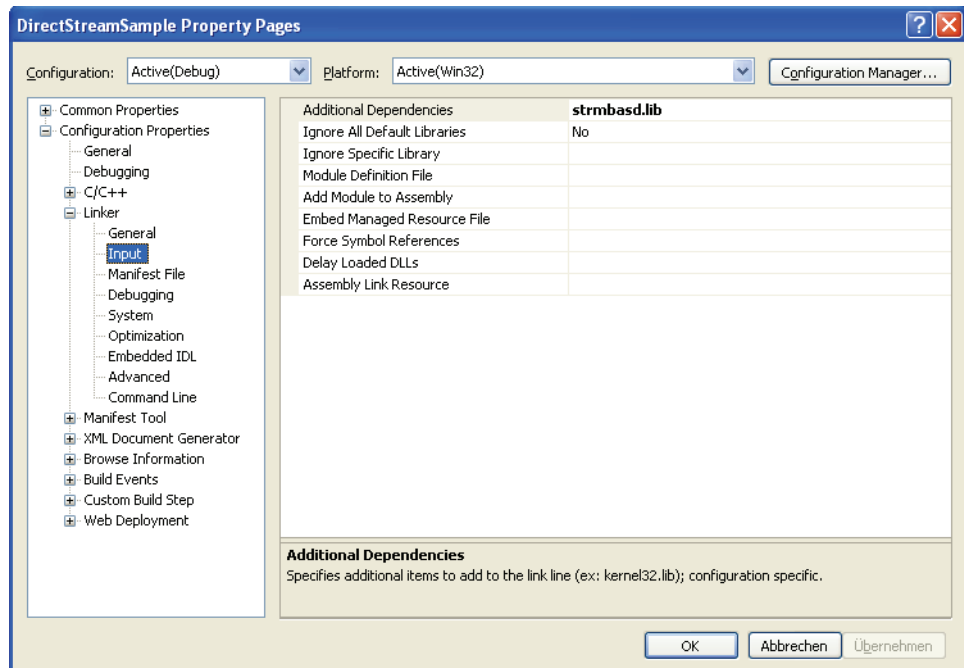 DirectStreamSample Property Pages
Configuration: Active(Debug) Platform: Active(Win32) Configuration Manager...
Common Properties
Configuration Properties
General
Debugging
C/C++
Linker
General
Input
Manifest File
Debugging
System
Optimization
Embedded IDL
Advanced
Command Line
Manifest Tool
XML Document Generator
Browse Information
Build Events
Custom Build Step
Web Deployment
Additional Dependencies strmbasd.lib
Ignore All Default Libraries No
Ignore Specific Library
Module Definition File
Add Module to Assembly
Embed Managed Resource File
Force Symbol References
Delay Loaded DLLs
Assembly Link Resource
Additional Dependencies
Specifies additional items to add to the link line (ex: kernel32.lib); configuration specific.
OK Abbrechen Übernehmen